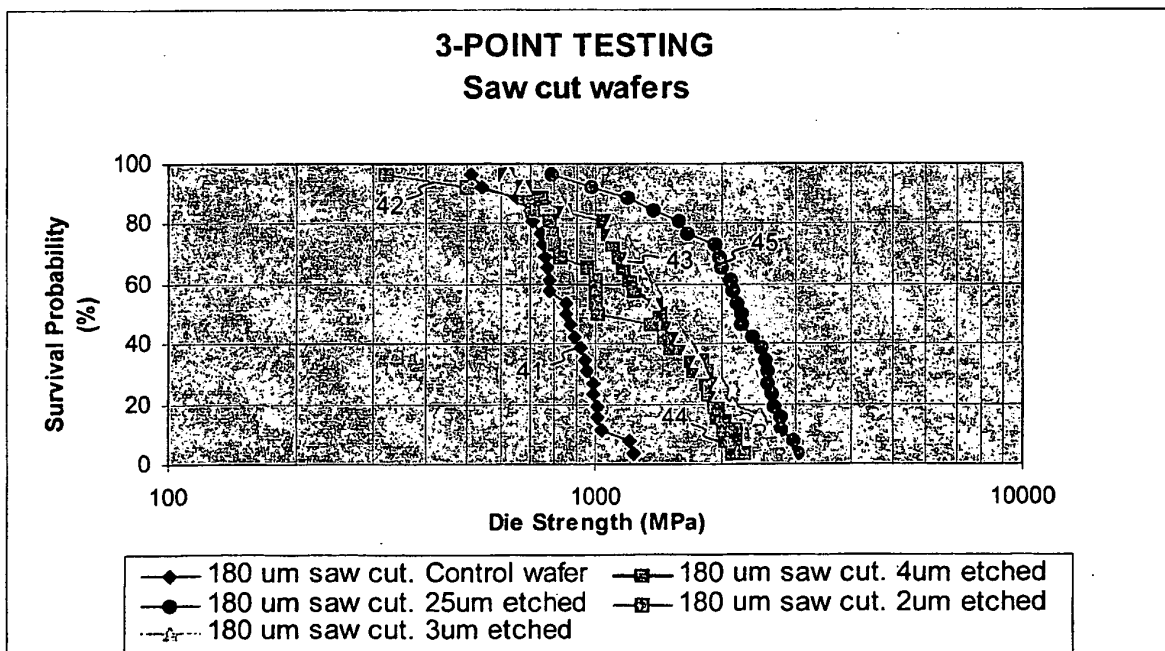 3-POINT TESTING
Saw cut wafers
Survival Probability
(%)
100
80
60
40
20
0
42
45
43
41
44
100
1000
10000
Die Strength (MPa)
180 um saw cut. Control wafer
180 um saw cut. 4um etched
180 um saw cut. 25um etched
180 um saw cut. 2um etched
180 um saw cut. 3um etched